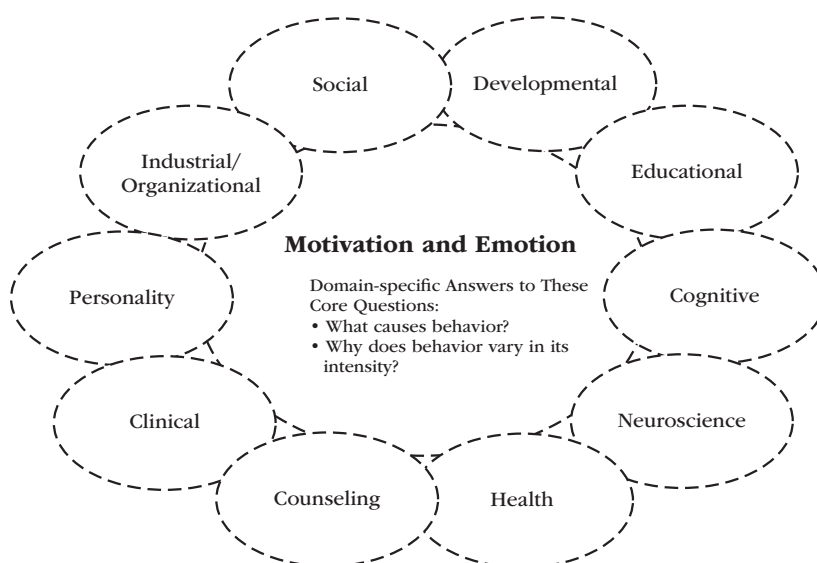 Social
Developmental
Industrial/
Organizational
Educational
Motivation and Emotion
Domain-specific Answers to These
Core Questions:
• What causes behavior?
• Why does behavior vary in its
intensity?
Personality
Cognitive
Clinical
Neuroscience
Counseling
Health